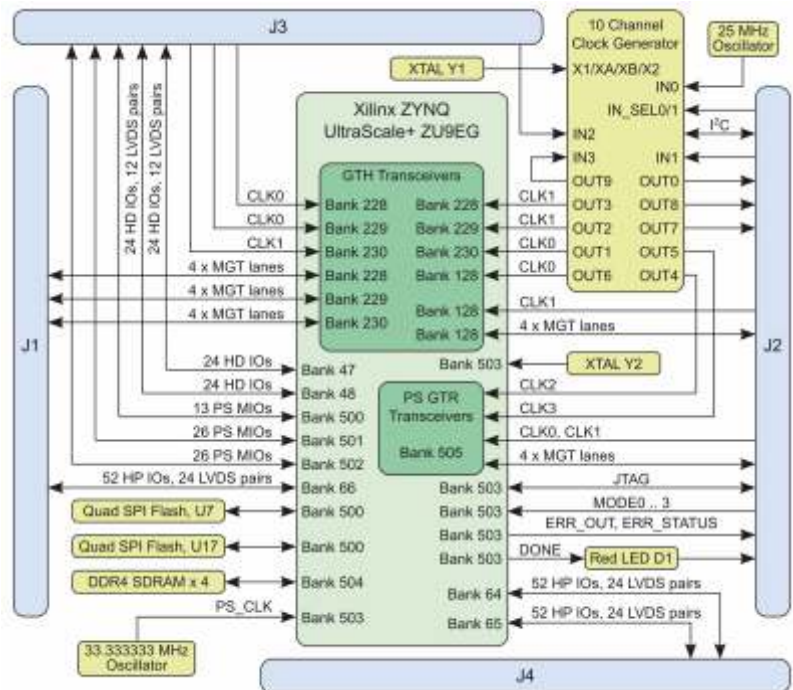 J3
10 Channel
Clock Generator
25 MHz
Oscillator
XTAL Y1
X1/XA/XB/X2
IN0
IN_SEL0/1
I²C
IN2
IN3
IN1
OUT9
OUT0
OUT3
OUT8
OUT2
OUT7
OUT1
OUT5
OUT6
OUT4
24 HD IOs, 12 LVDS pairs
24 HD IOs, 12 LVDS pairs
Xilinx ZYNQ
UltraScale+ ZU9EG
GTH Transceivers
CLK0
Bank 228
Bank 228
CLK1
CLK0
Bank 229
Bank 229
CLK1
CLK1
Bank 230
Bank 230
CLK0
4 x MGT lanes
Bank 228
Bank 128
CLK0
4 x MGT lanes
Bank 229
Bank 128
CLK1
4 x MGT lanes
Bank 230
Bank 128
4 x MGT lanes
J1
J2
24 HD IOs
Bank 47
Bank 503
XTAL Y2
24 HD IOs
Bank 48
13 PS MIOs
Bank 500
26 PS MIOs
Bank 501
26 PS MIOs
Bank 502
PS GTR
Transceivers
Bank 505
CLK2
CLK3
CLK0, CLK1
4 x MGT lanes
52 HP IOs, 24 LVDS pairs
Bank 66
Bank 503
JTAG
Quad SPI Flash, U7
Bank 500
Bank 503
MODE0 .. 3
Bank 503
ERR_OUT, ERR_STATUS
Quad SPI Flash, U17
Bank 500
Bank 503
DONE
Red LED D1
DDR4 SDRAM x 4
Bank 504
Bank 64
52 HP IOs, 24 LVDS pairs
PS_CLK
Bank 503
Bank 65
52 HP IOs, 24 LVDS pairs
33.333333 MHz
Oscillator
J4